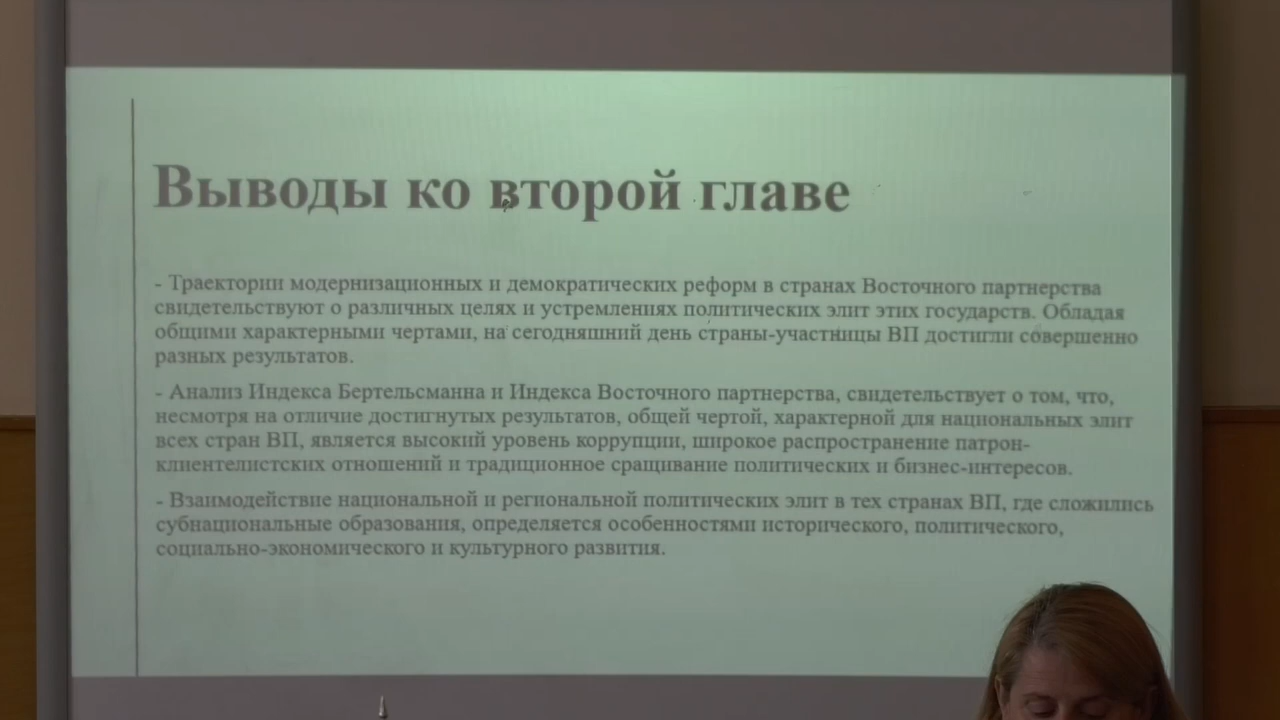 Выводы ко второй главе
- Траектории модернизационных и демократических реформ в странах Восточного партнерства
свидетельствуют о различных целях и устремлениях политических элит этих государств. Обладая
общими характерными чертами, на сегодняшний день страны-участницы ВП достигли совершенно
разных результатов.
- Анализ Индекса Бертельсманна и Индекса Восточного партнерства, свидетельствует о том, что,
несмотря на отличие достигнутых результатов, общей чертой, характерной для национальных элит
всех стран ВП, является высокий уровень коррупции, широкое распространение патрон-
клиентелистских отношений и традиционное сращивание политических и бизнес-интересов.
- Взаимодействие национальной и региональной политических элит в тех странах ВП, где сложились
субнациональные образования, определяется особенностями исторического, политического,
социально-экономического и культурного развития.